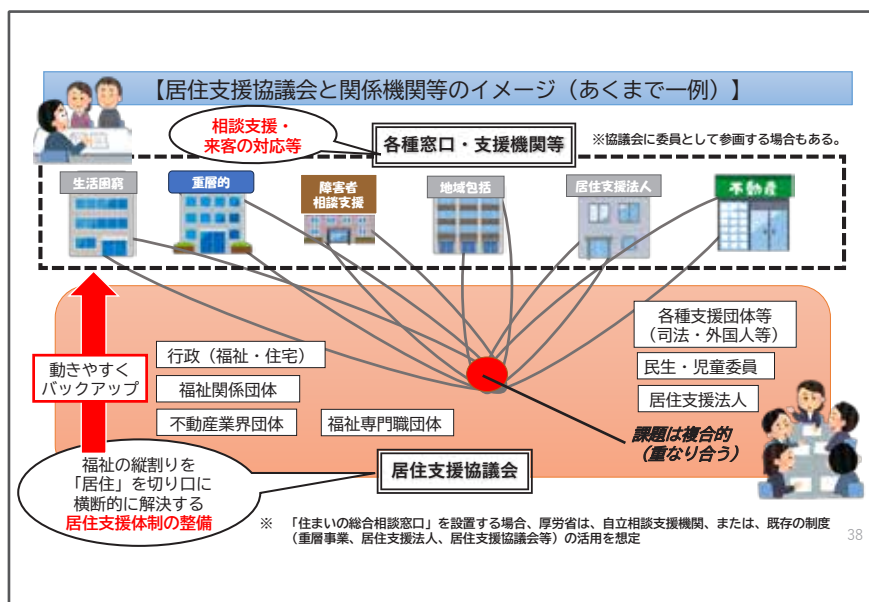 【居住支援協議会と関係機関等のイメージ（あくまで一例）】
相談支援・
来客の対応等
各種窓口・支援機関等
※協議会に委員として参画する場合もある。
生活困窮
重層的
障害者
相談支援
地域包括
居住支援法人
不動産
動きやすく
バックアップ
行政（福祉・住宅）
福祉関係団体
不動産業界団体
福祉専門職団体
各種支援団体等
（司法・外国人等）
民生・児童委員
居住支援法人
課題は複合的
（重なり合う）
福祉の縦割りを
「居住」を切り口に
横断的に解決する
居住支援体制の整備
居住支援協議会
※　「住まいの総合相談窓口」を設置する場合、厚労省は、自立相談支援機関、または、既存の制度
（重層事業、居住支援法人、居住支援協議会等）の活用を想定
38